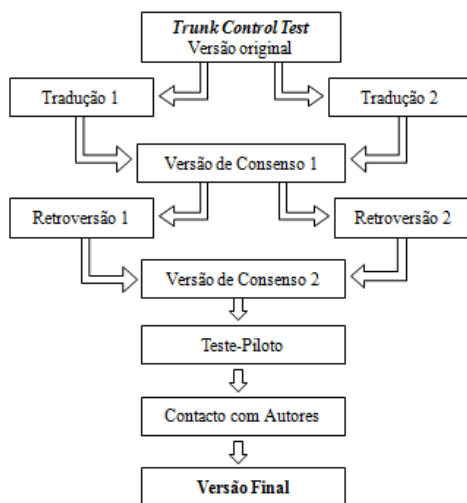 Trunk Control Test
Versão original
Tradução 1
Tradução 2
Versão de Consenso 1
Retroversão 1
Retroversão 2
Versão de Consenso 2
Teste-Piloto
Contacto com Autores
Versão Final